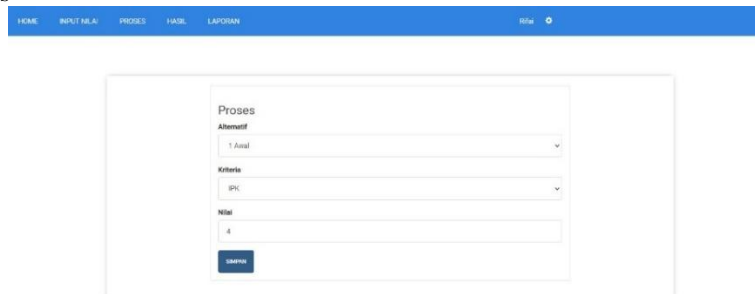 HOME INPUT NILAI PROSES HASIL LAPORAN Rifai
Proses
Alternatif
1 Awal
Kriteria
IPK
Nilai
4
SIMPAN